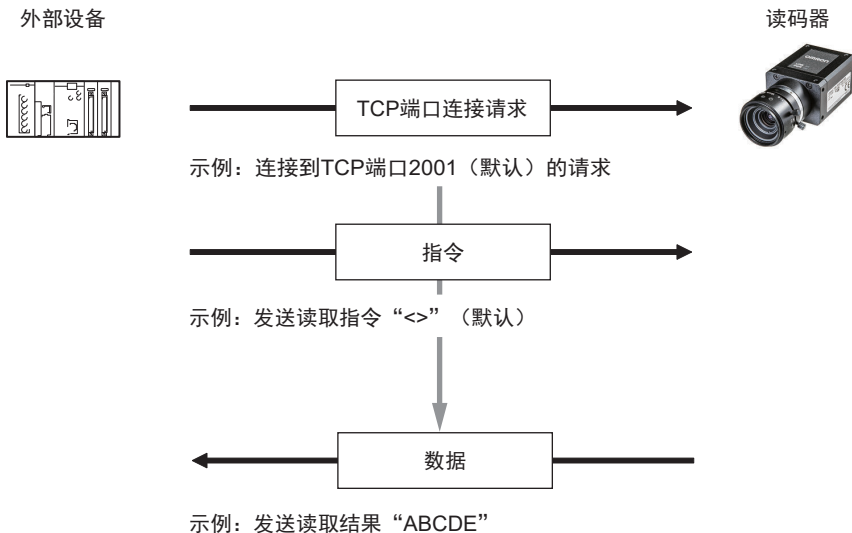 外部设备
读码器
OMRON
TCP端口连接请求
示例：连接到TCP端口2001（默认）的请求
指令
示例：发送读取指令“<>”（默认）
数据
示例：发送读取结果“ABCDE”